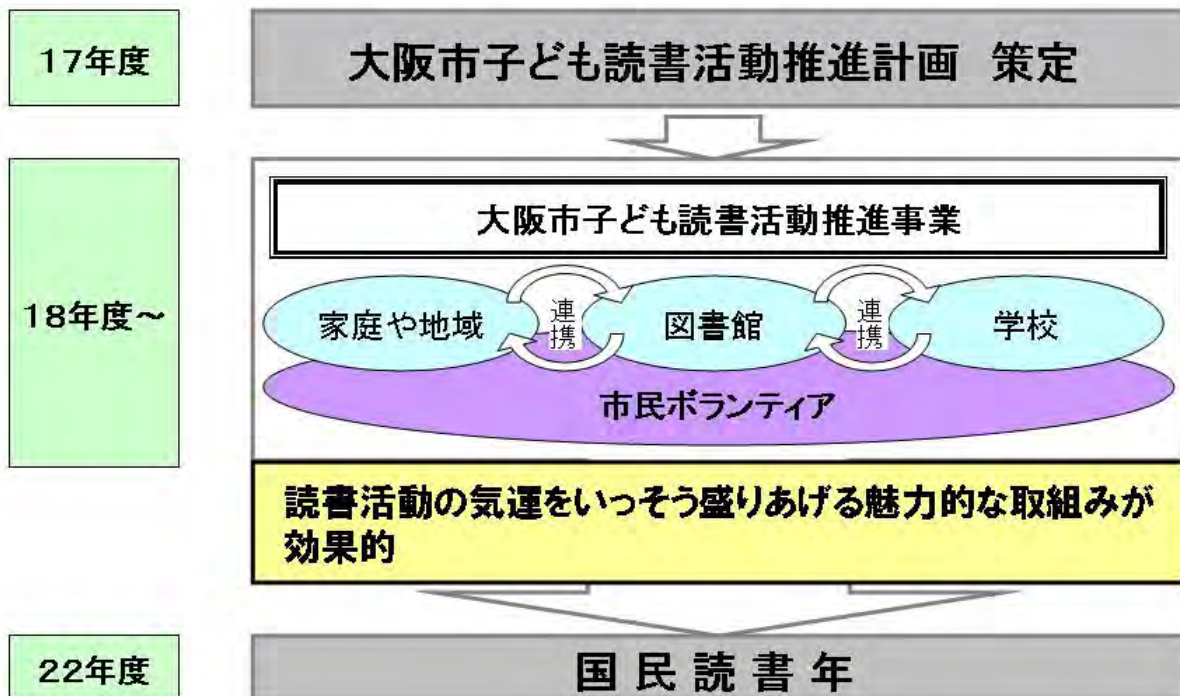 17年度
大阪市子ども読書活動推進計画　策定
18年度～
大阪市子ども読書活動推進事業
家庭や地域
連携
図書館
連携
学校
市民ボランティア
読書活動の気運をいっそう盛りあげる魅力的な取組みが
効果的
22年度
国民読書年